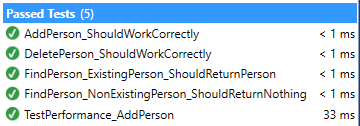 Passed Tests (5)
AddPerson_ShouldWorkCorrectly < 1 ms
DeletePerson_ShouldWorkCorrectly < 1 ms
FindPerson_ExistingPerson_ShouldReturnPerson < 1 ms
FindPerson_NonExistingPerson_ShouldReturnNothing < 1 ms
TestPerformance_AddPerson 33 ms